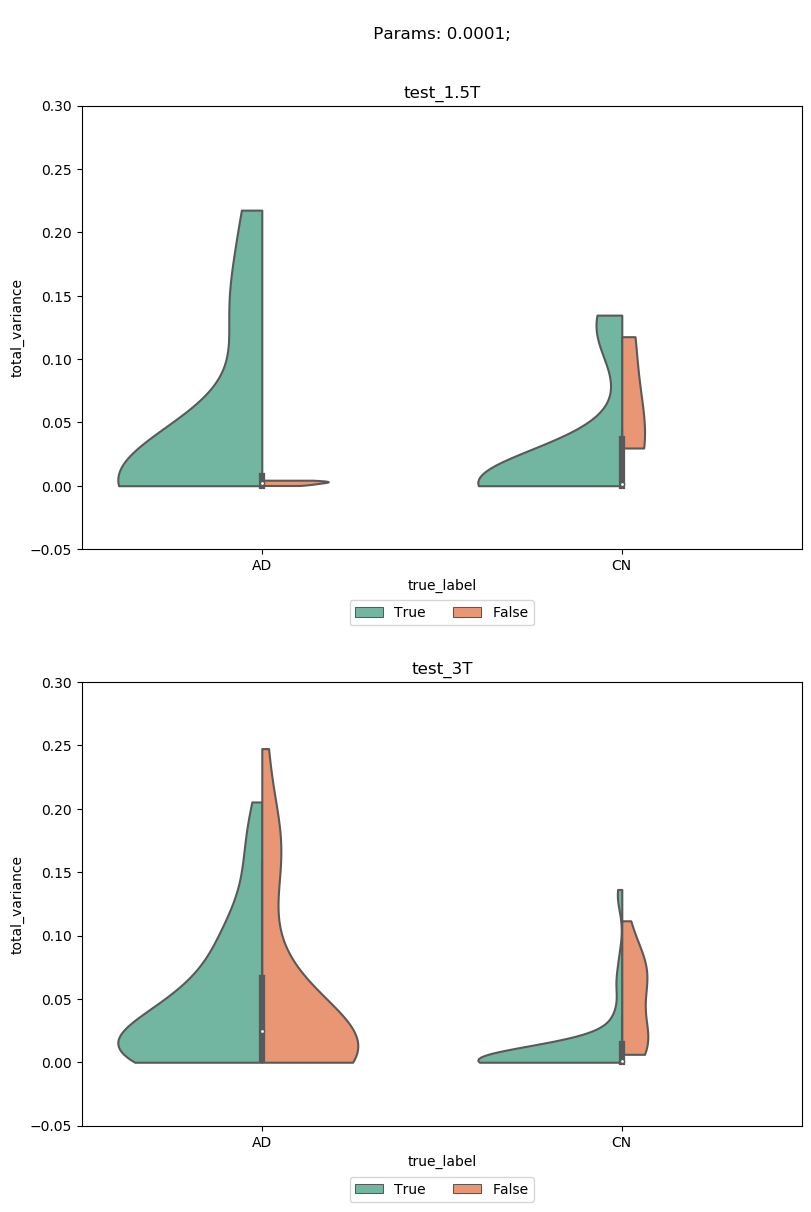 Params: 0.0001;
test_1.5T
0.30
0.25
0.20
0.15
0.10
0.05
0.00
−0.05
total_variance
AD CN
true_label
True False
test_3T
0.30
0.25
0.20
0.15
0.10
0.05
0.00
−0.05
total_variance
AD CN
true_label
True False